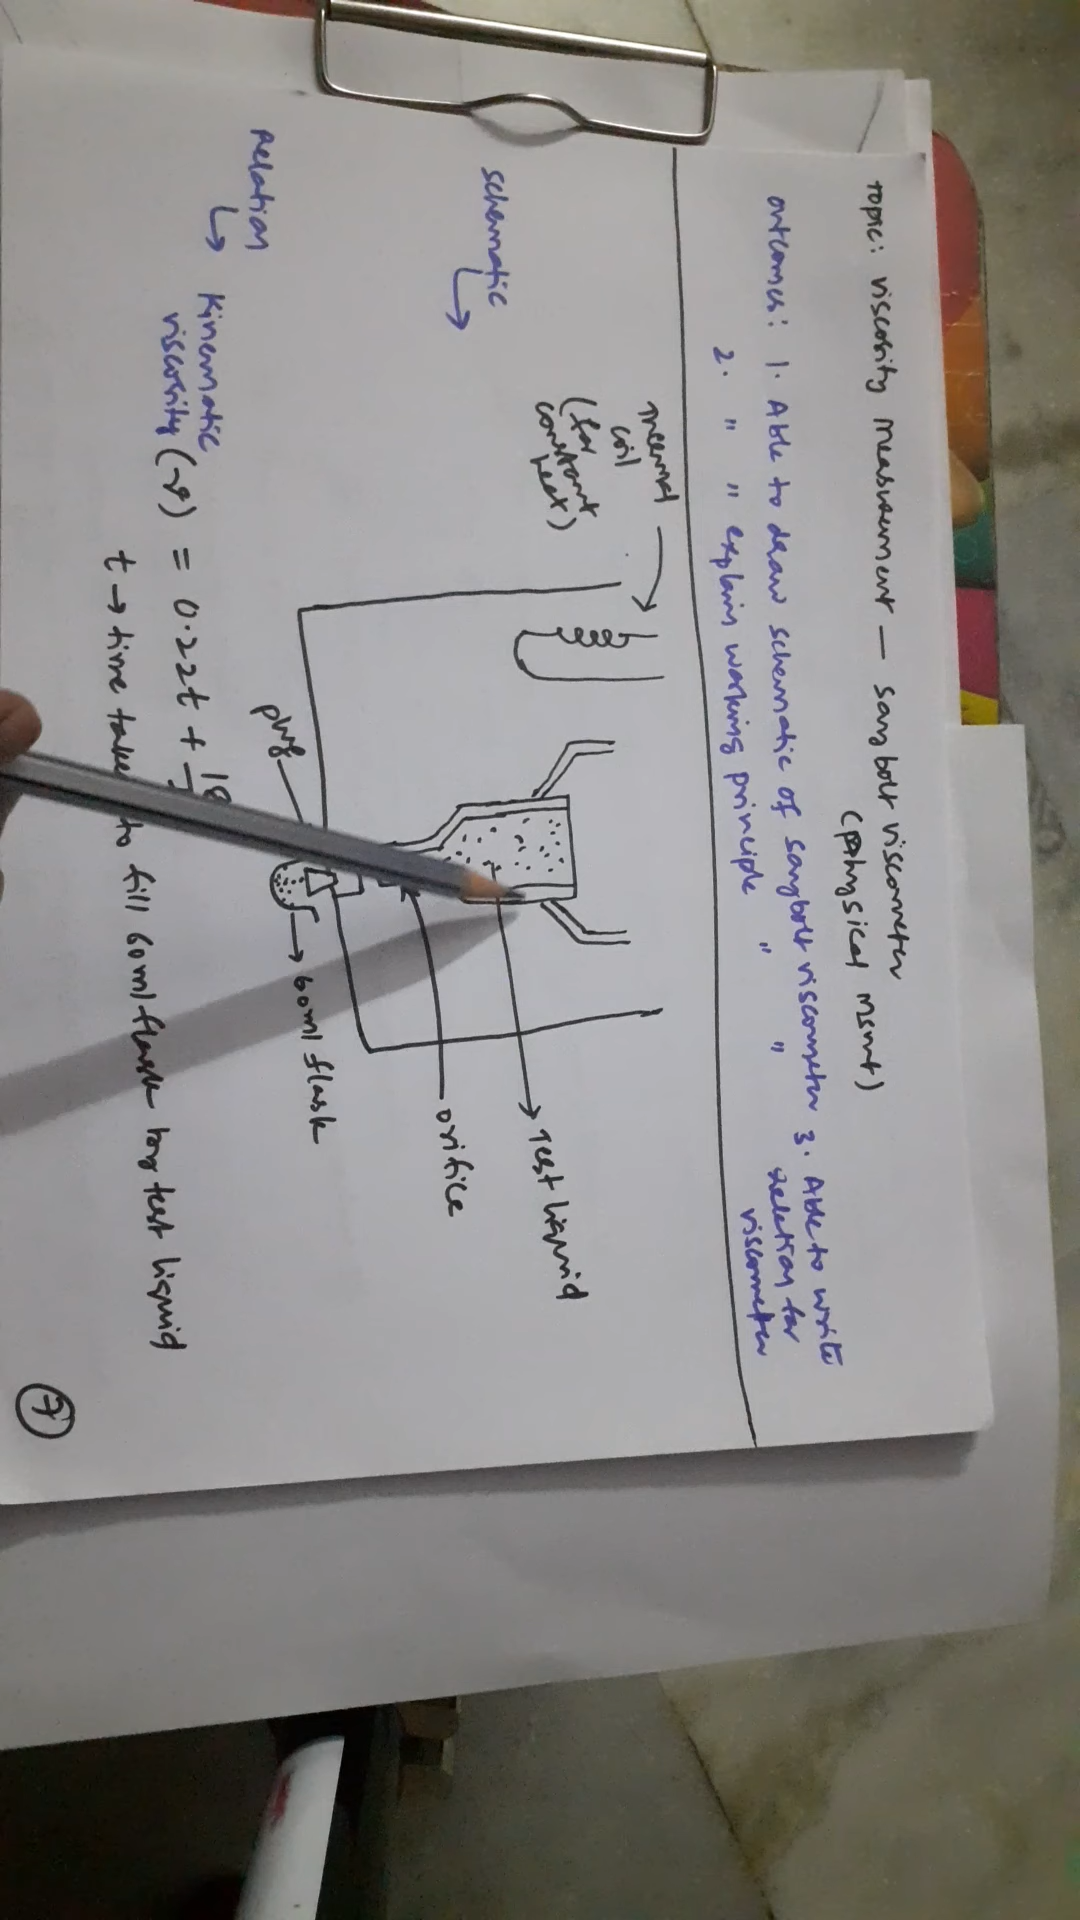 Topic: viscosity measurement — saybolt viscometer
(physical msmt)
outcomes: 1. Able to draw schematic of saybolt viscometer 3. Able to write
2. " " explain working principle " " relation for
viscometer
schematic
Thermal
coil
(for
constant
heat)
Test liquid
orifice
60ml flask
plug
Relation
Kinematic
viscosity (ν) = 0.22t + 18
t → time taken to fill 60ml flask by test liquid
7